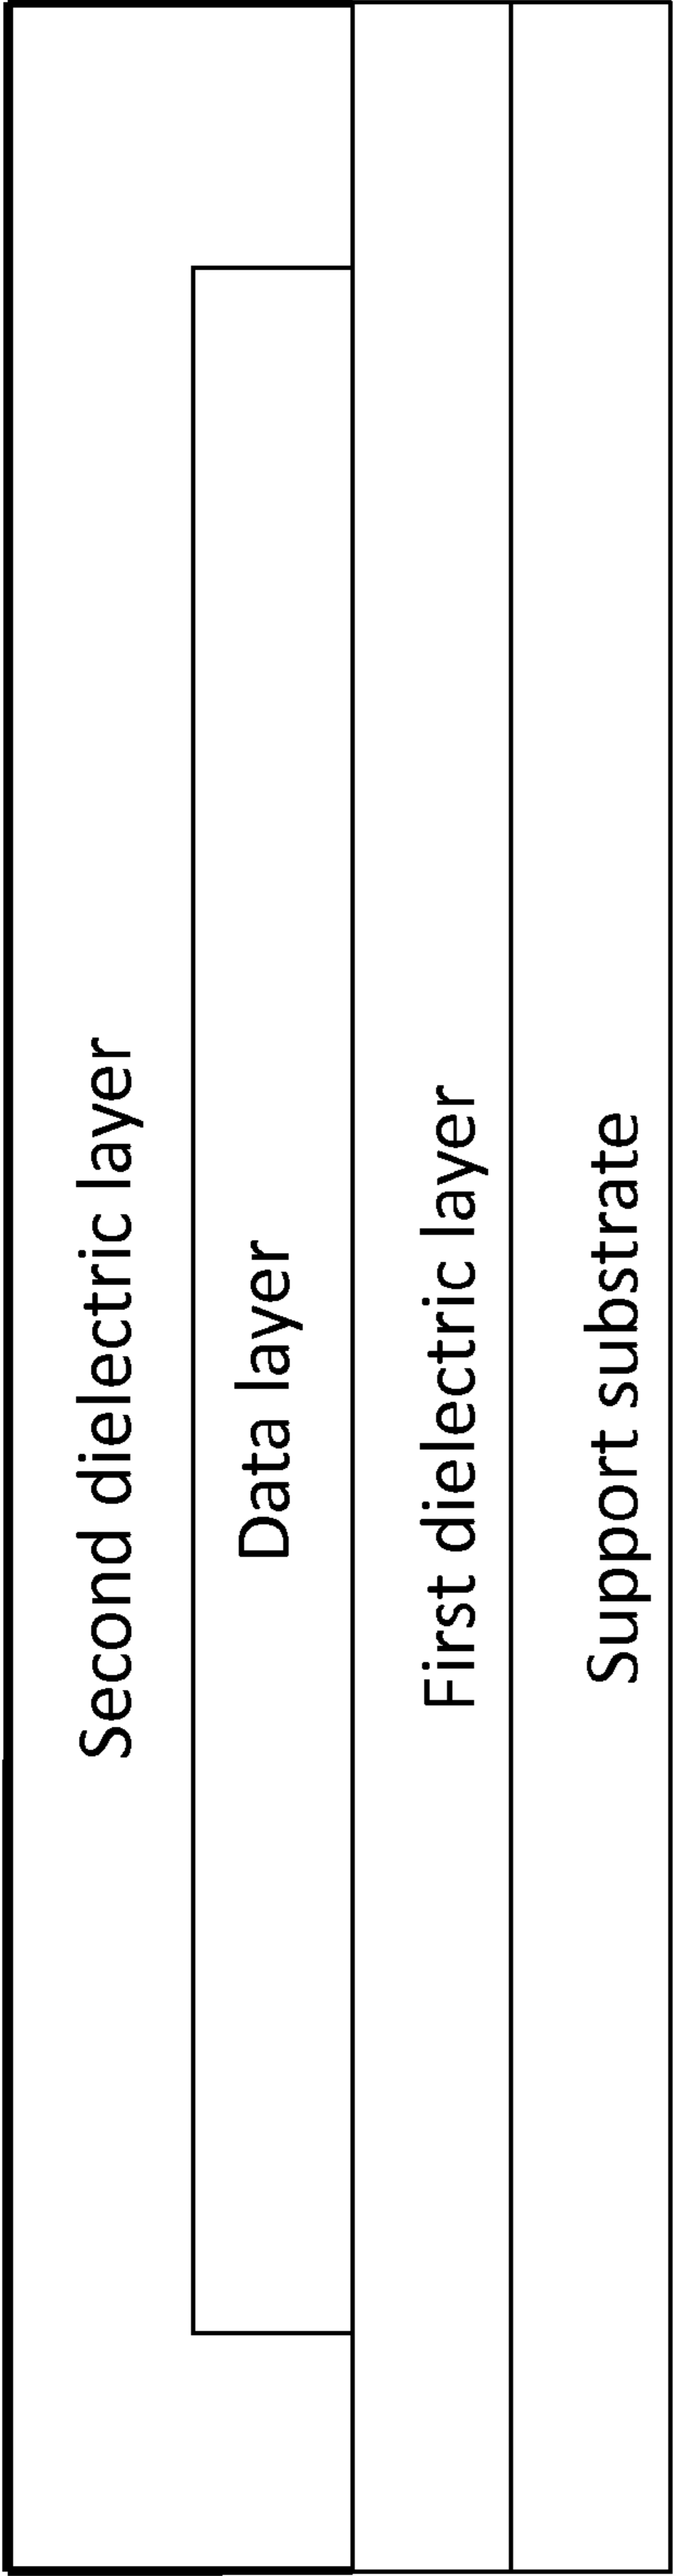 Second dielectric layer
Data layer
First dielectric layer
Support substrate